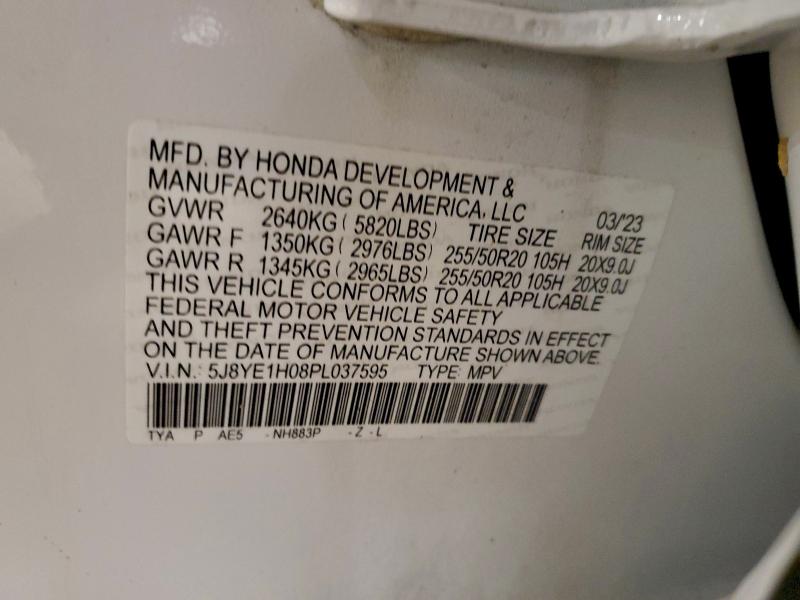 MFD. BY HONDA DEVELOPMENT &
MANUFACTURING OF AMERICA, LLC 03/'23
GVWR 2640KG ( 5820LBS) TIRE SIZE RIM SIZE
GAWR F 1350KG ( 2976LBS) 255/50R20 105H 20X9.0J
GAWR R 1345KG ( 2965LBS) 255/50R20 105H 20X9.0J
THIS VEHICLE CONFORMS TO ALL APPLICABLE
FEDERAL MOTOR VEHICLE SAFETY
AND THEFT PREVENTION STANDARDS IN EFFECT
ON THE DATE OF MANUFACTURE SHOWN ABOVE.
V.I.N.: 5J8YE1H08PL037595 TYPE: MPV
TYA P AE5 -NH883P -Z -L